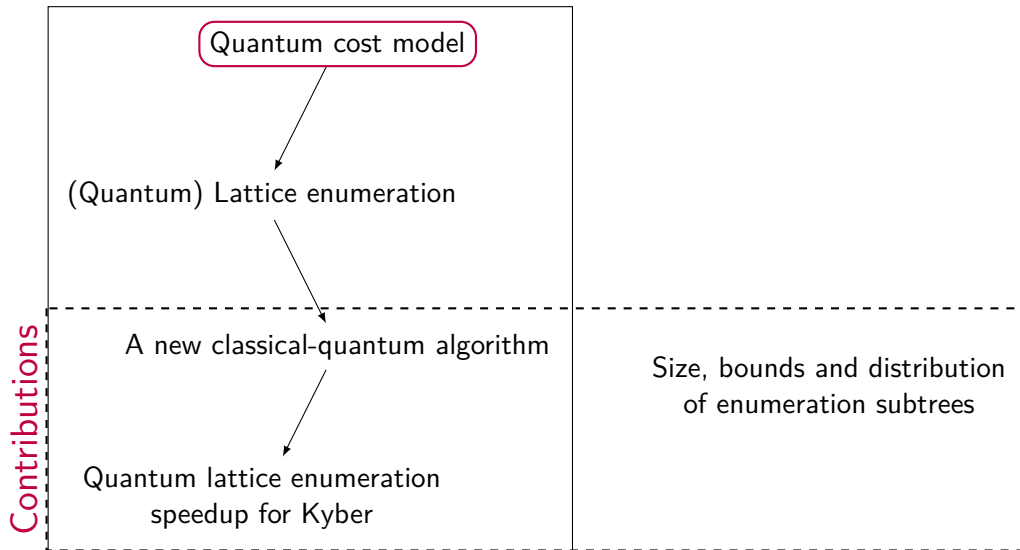 Quantum cost model
(Quantum) Lattice enumeration
A new classical-quantum algorithm
Size, bounds and distribution
of enumeration subtrees
Quantum lattice enumeration
speedup for Kyber
Contributions